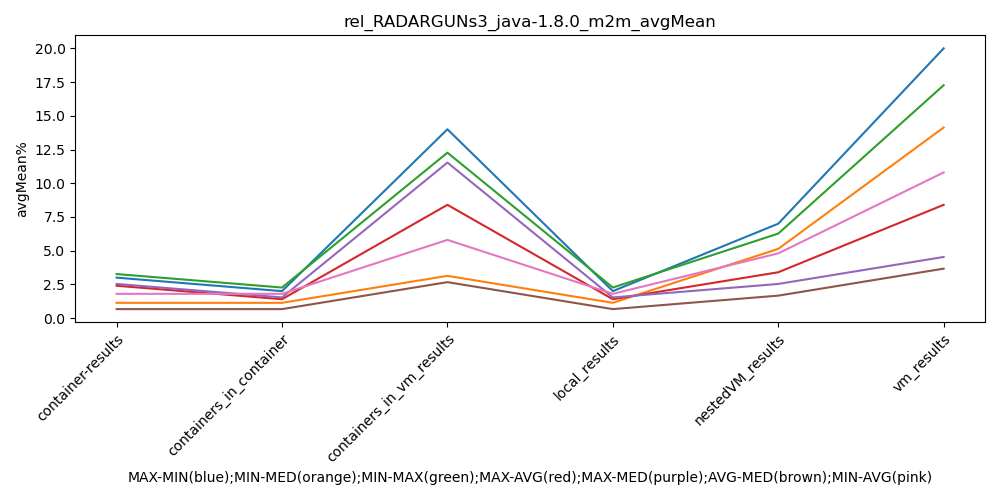 rel_RADARGUNs3_java-1.8.0_m2m_avgMean
avgMean%
20.0
17.5
15.0
12.5
10.0
7.5
5.0
2.5
0.0
container-results
containers_in_container
containers_in_vm_results
local_results
nestedVM_results
vm_results
MAX-MIN(blue);MIN-MED(orange);MIN-MAX(green);MAX-AVG(red);MAX-MED(purple);AVG-MED(brown);MIN-AVG(pink)